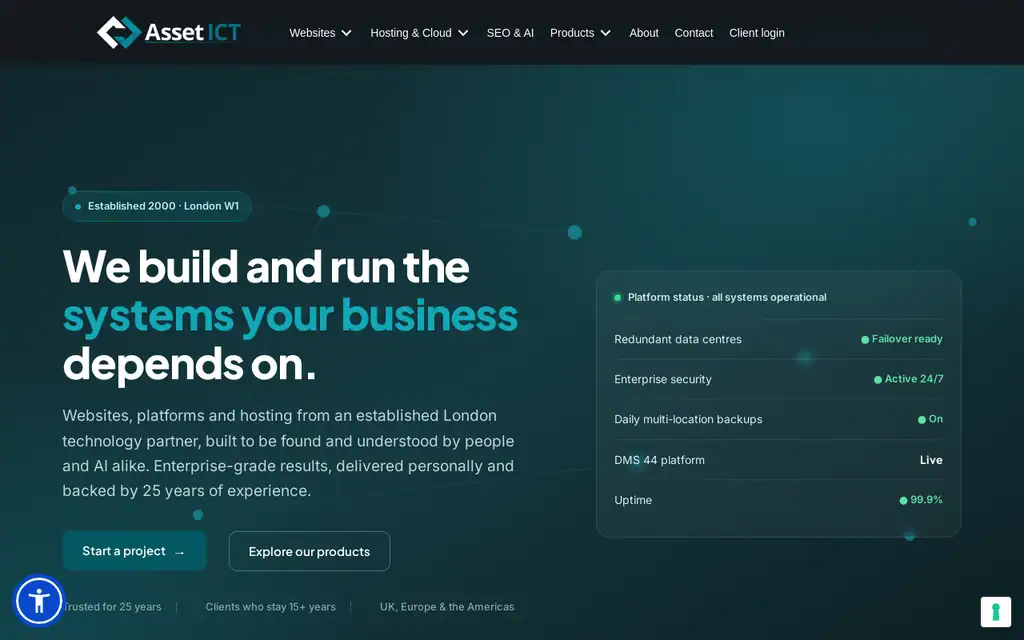 Asset ICT
Websites
Hosting & Cloud
SEO & AI
Products
About
Contact
Client login
Established 2000 · London W1
We build and run the
systems your business
depends on.
Websites, platforms and hosting from an established London
technology partner, built to be found and understood by people
and AI alike. Enterprise-grade results, delivered personally and
backed by 25 years of experience.
Start a project →
Explore our products
Trusted for 25 years
Clients who stay 15+ years
UK, Europe & the Americas
Platform status · all systems operational
Redundant data centres Failover ready
Enterprise security Active 24/7
Daily multi-location backups On
DMS 44 platform Live
Uptime 99.9%